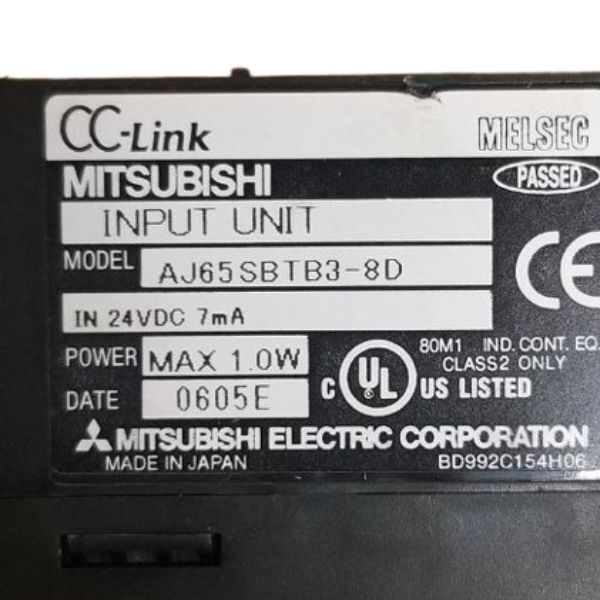 CC-Link MELSEC
MITSUBISHI PASSED
INPUT UNIT
MODEL AJ65SBTB3-8D CE
IN 24VDC 7mA
POWER MAX 1.0W
80M1 IND. CONT. EQ.
CLASS2 ONLY
C UL US LISTED
DATE 0605E
MITSUBISHI ELECTRIC CORPORATION
MADE IN JAPAN BD992C154H06